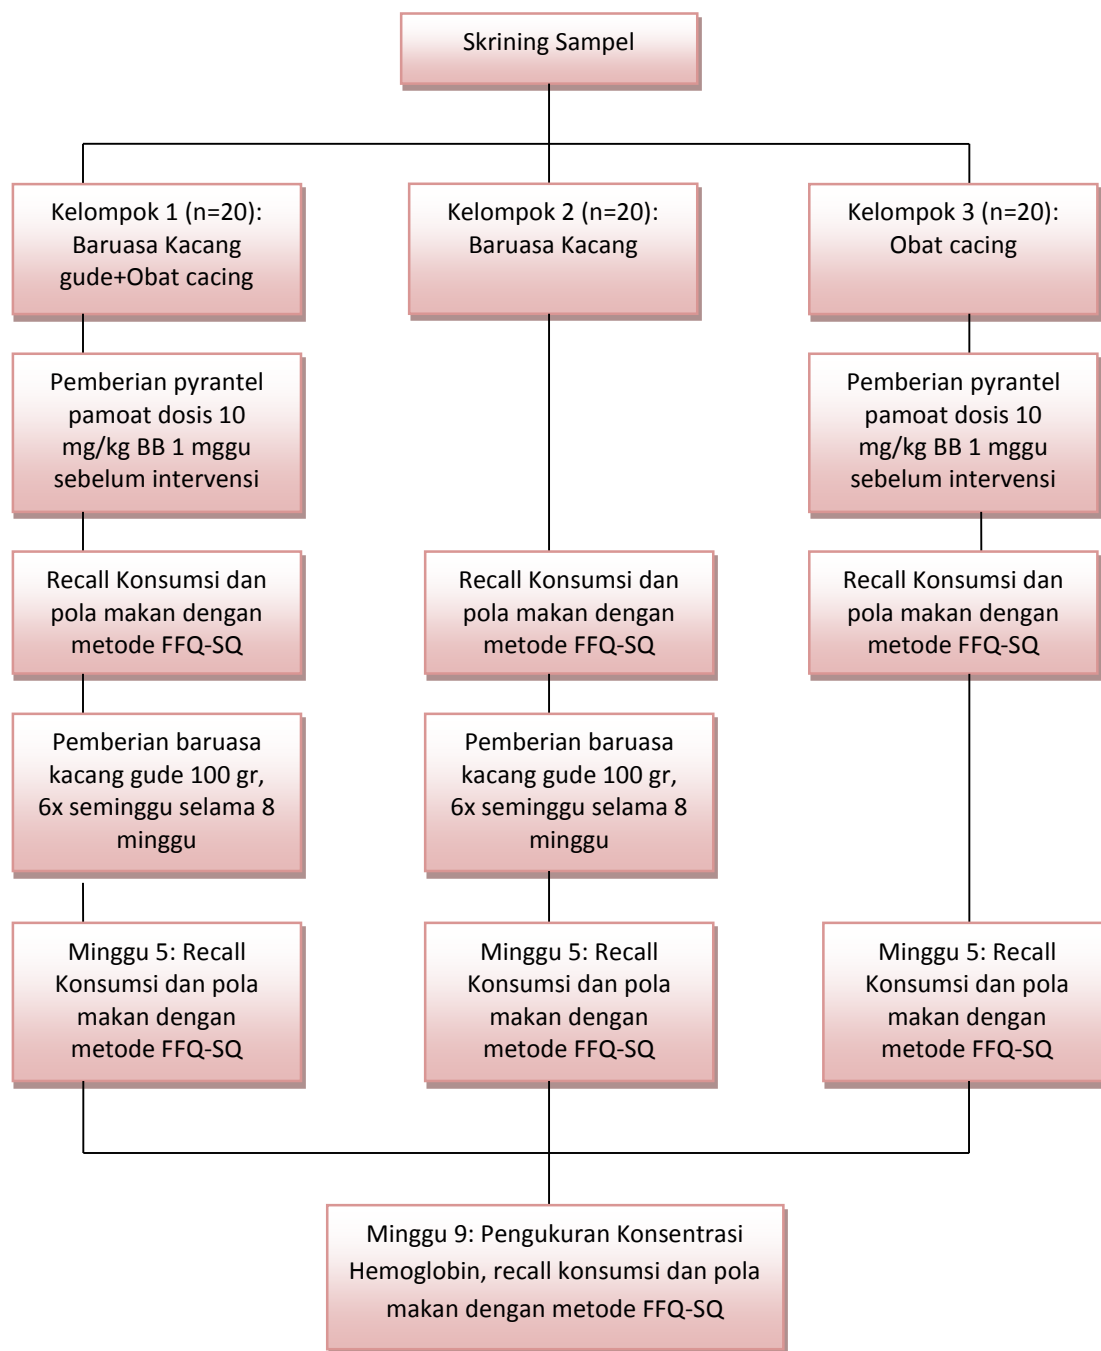 Skrining Sampel
Kelompok 1 (n=20):
Baruasa Kacang
gude+Obat cacing
Kelompok 2 (n=20):
Baruasa Kacang
Kelompok 3 (n=20):
Obat cacing
Pemberian pyrantel
pamoat dosis 10
mg/kg BB 1 mggu
sebelum intervensi
Pemberian pyrantel
pamoat dosis 10
mg/kg BB 1 mggu
sebelum intervensi
Recall Konsumsi dan
pola makan dengan
metode FFQ-SQ
Recall Konsumsi dan
pola makan dengan
metode FFQ-SQ
Recall Konsumsi dan
pola makan dengan
metode FFQ-SQ
Pemberian baruasa
kacang gude 100 gr,
6x seminggu selama 8
minggu
Pemberian baruasa
kacang gude 100 gr,
6x seminggu selama 8
minggu
Minggu 5: Recall
Konsumsi dan pola
makan dengan
metode FFQ-SQ
Minggu 5: Recall
Konsumsi dan pola
makan dengan
metode FFQ-SQ
Minggu 5: Recall
Konsumsi dan pola
makan dengan
metode FFQ-SQ
Minggu 9: Pengukuran Konsentrasi
Hemoglobin, recall konsumsi dan pola
makan dengan metode FFQ-SQ